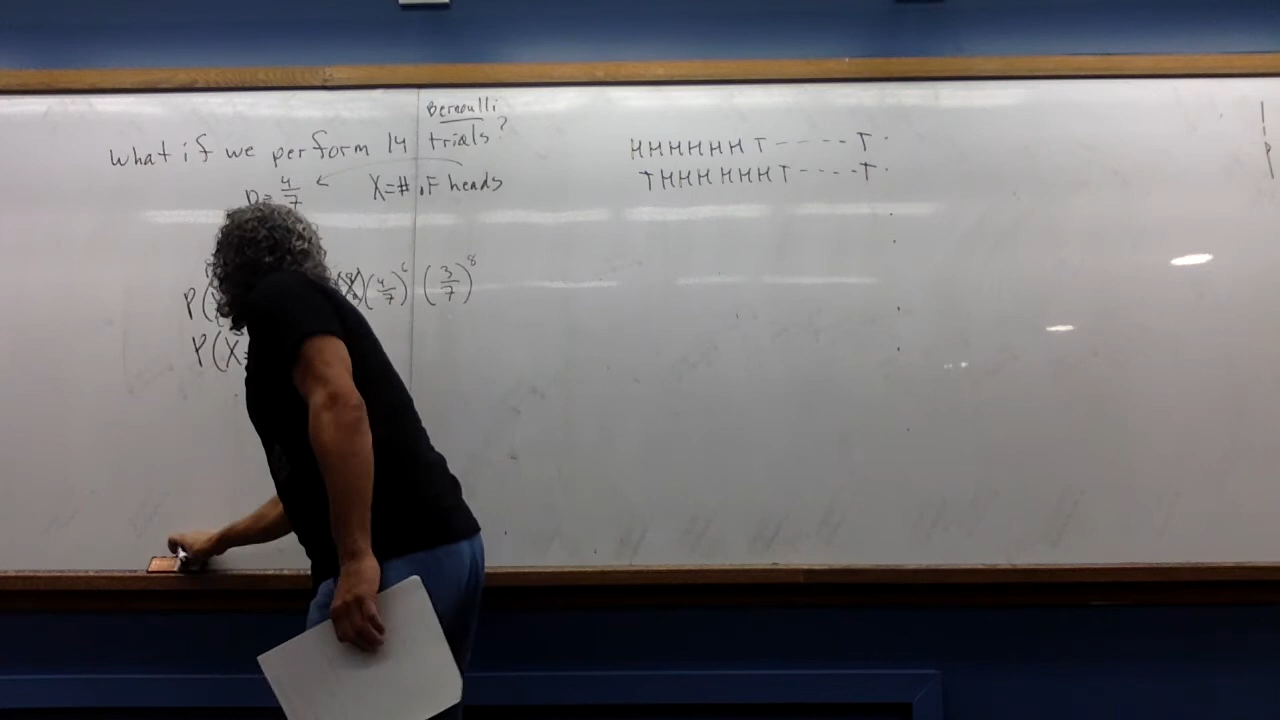 What if we perform 14 Bernoulli trials?
p = 4/7 X = # of heads
P( (4/7)^6 (3/7)^8
P(X=
HHHHHHT - - - - T
THHHHHHT - - - - T